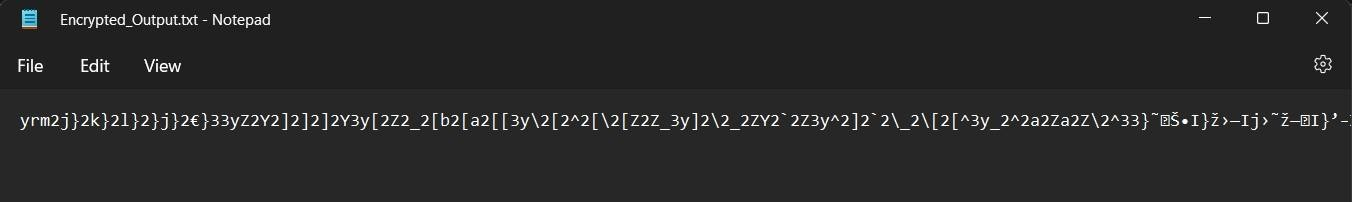 Encrypted_Output.txt - Notepad
File Edit View
yrm2j}2k}2l}2}j}2€}33yZ2Y2]2]2]2Y3y[2Z2_2[b2[a2[[3y\2[2^2[\2[Z2Z_3y]2\2_2ZY2`2Z3y^2]2`2\_2\[2[^3y_2^2a2Za2Z\2^33}˜Š•I}ž›—Ij›˜ž—I}’–